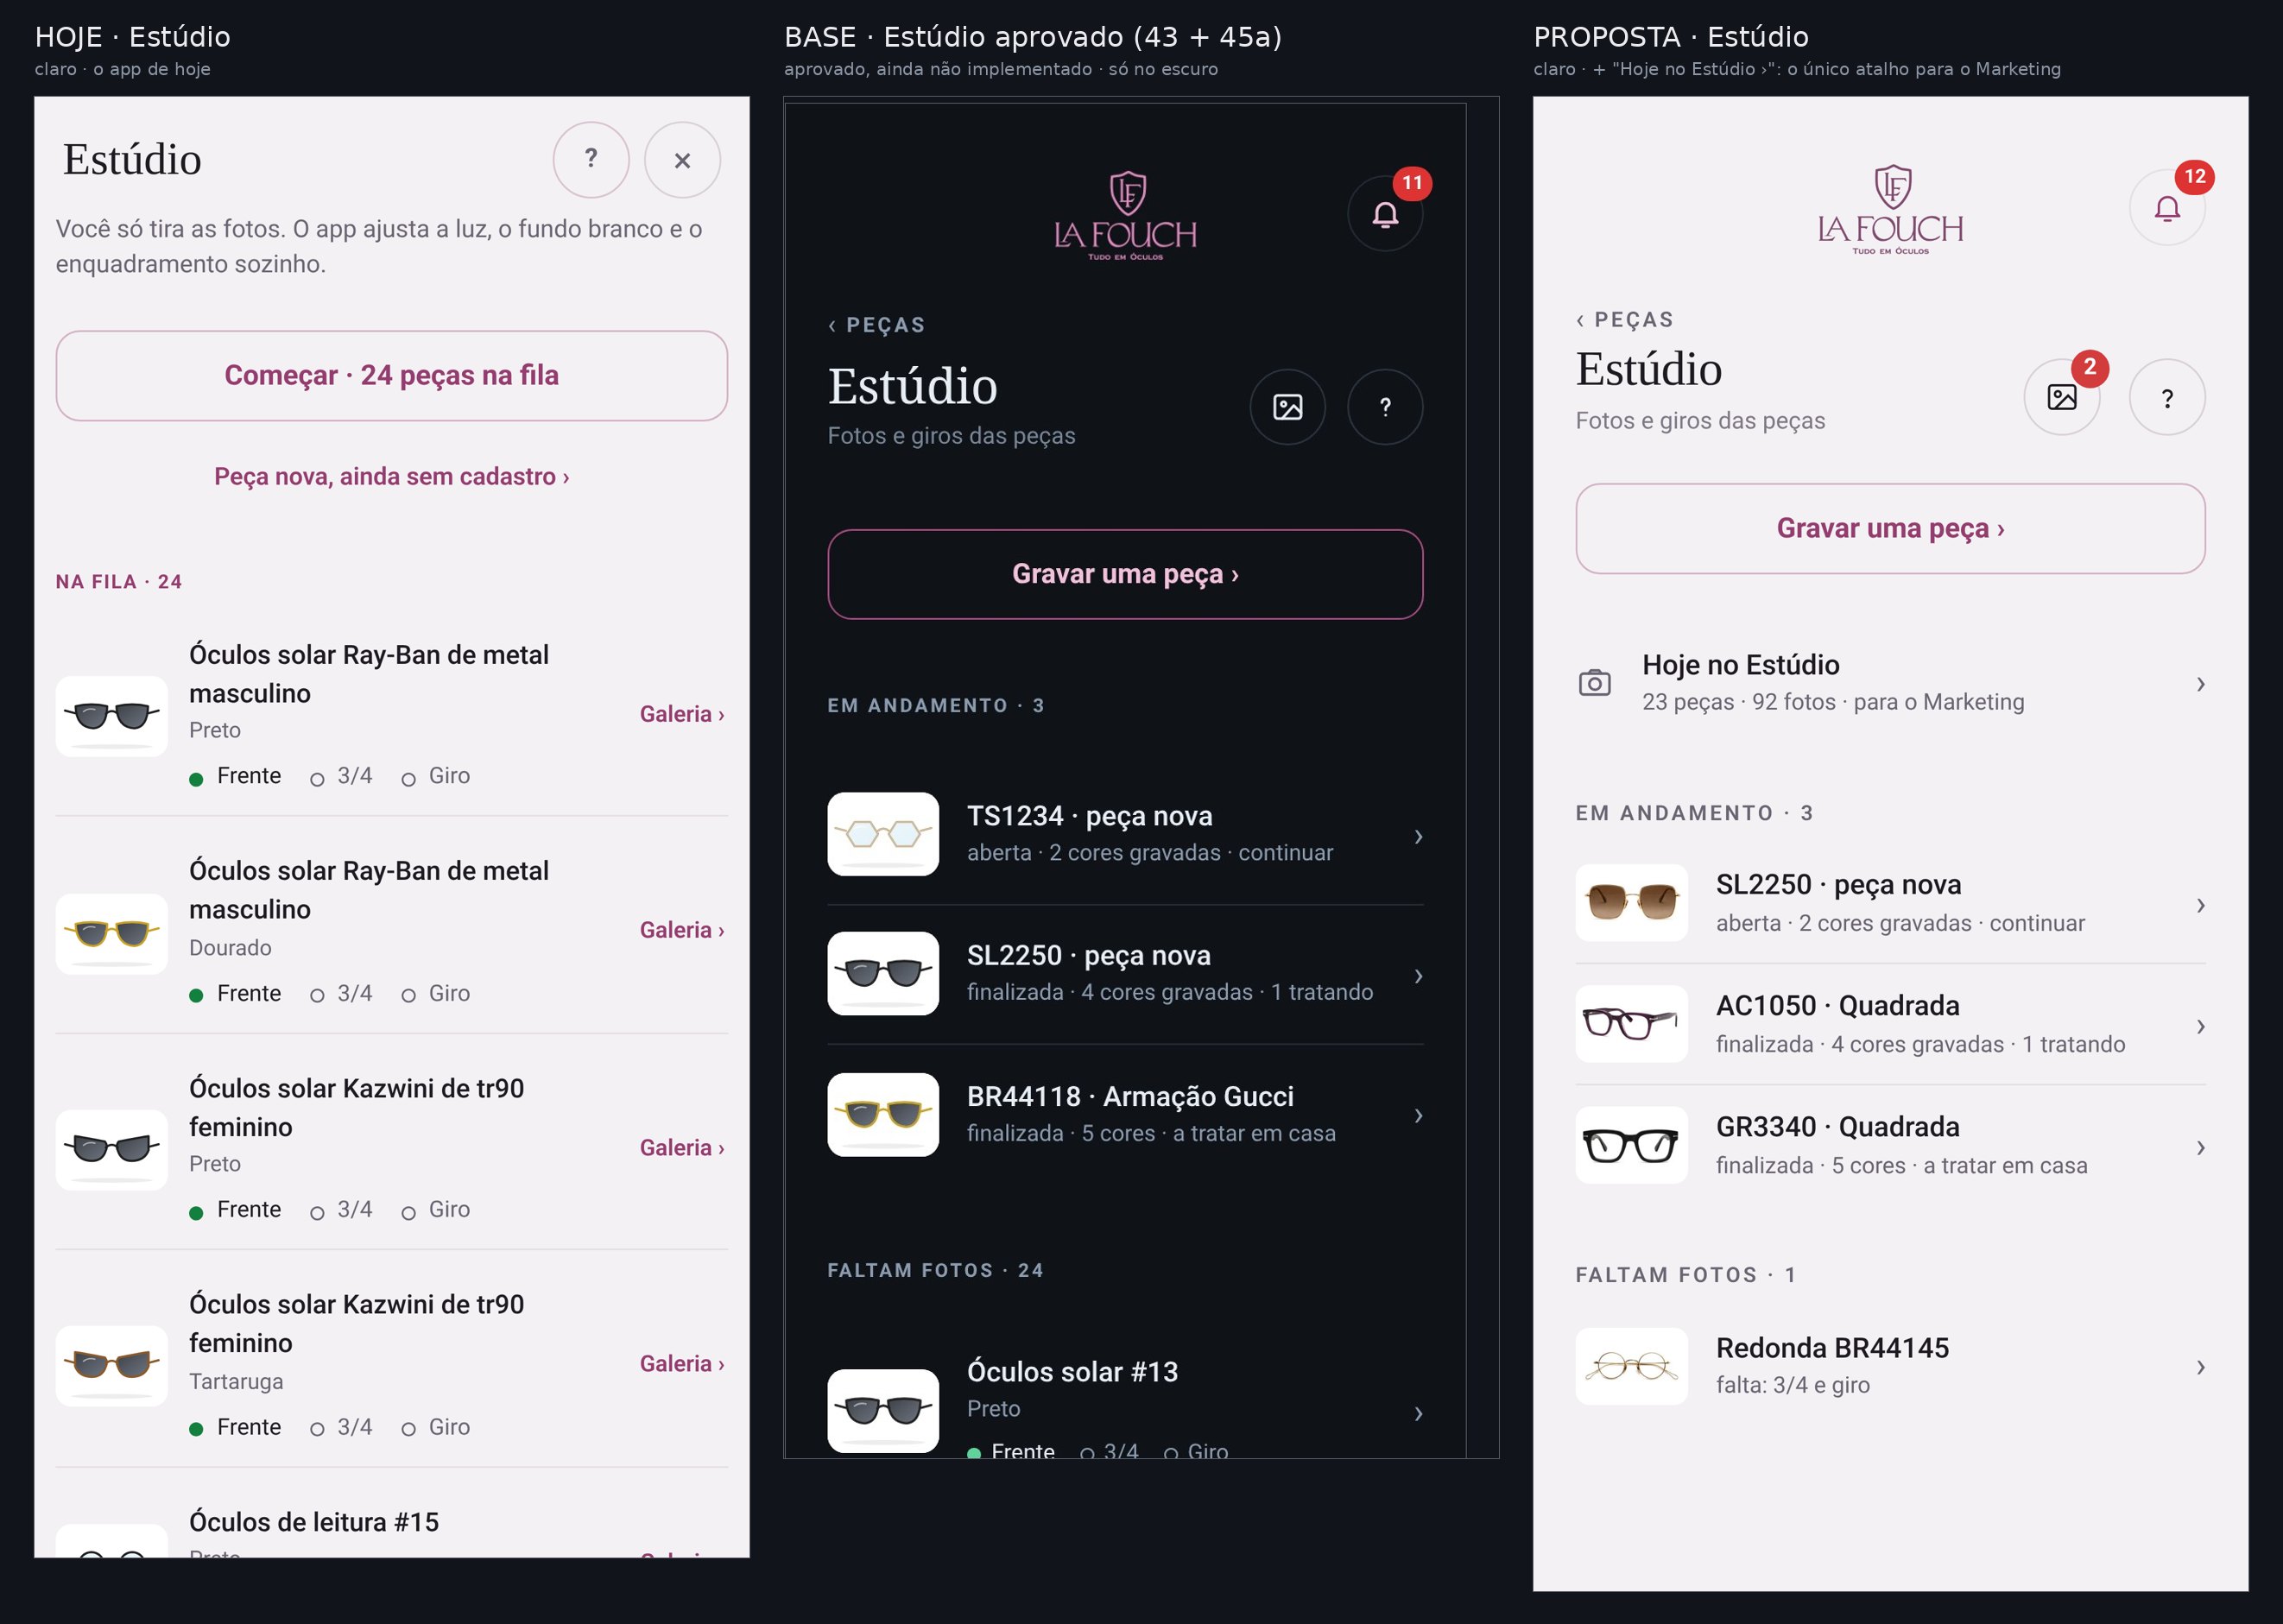 HOJE · Estúdio
claro · o app de hoje
Estúdio
?
×
Você só tira as fotos. O app ajusta a luz, o fundo branco e o
enquadramento sozinho.
Começar · 24 peças na fila
Peça nova, ainda sem cadastro ›
NA FILA · 24
Óculos solar Ray-Ban de metal
masculino
Preto
Galeria ›
Frente 3/4 Giro
Óculos solar Ray-Ban de metal
masculino
Dourado
Galeria ›
Frente 3/4 Giro
Óculos solar Kazwini de tr90
feminino
Preto
Galeria ›
Frente 3/4 Giro
Óculos solar Kazwini de tr90
feminino
Tartaruga
Galeria ›
Frente 3/4 Giro
Óculos de leitura #15
Preto
BASE · Estúdio aprovado (43 + 45a)
aprovado, ainda não implementado · só no escuro
LA FOUCH
TUDO EM ÓCULOS
11
‹ PEÇAS
Estúdio
Fotos e giros das peças
?
Gravar uma peça ›
EM ANDAMENTO · 3
TS1234 · peça nova
aberta · 2 cores gravadas · continuar
›
SL2250 · peça nova
finalizada · 4 cores gravadas · 1 tratando
›
BR44118 · Armação Gucci
finalizada · 5 cores · a tratar em casa
›
FALTAM FOTOS · 24
Óculos solar #13
Preto
›
Frente 3/4 Giro
PROPOSTA · Estúdio
claro · + "Hoje no Estúdio ›": o único atalho para o Marketing
LA FOUCH
TUDO EM ÓCULOS
12
‹ PEÇAS
Estúdio
Fotos e giros das peças
2
?
Gravar uma peça ›
Hoje no Estúdio
23 peças · 92 fotos · para o Marketing
›
EM ANDAMENTO · 3
SL2250 · peça nova
aberta · 2 cores gravadas · continuar
›
AC1050 · Quadrada
finalizada · 4 cores gravadas · 1 tratando
›
GR3340 · Quadrada
finalizada · 5 cores · a tratar em casa
›
FALTAM FOTOS · 1
Redonda BR44145
falta: 3/4 e giro
›